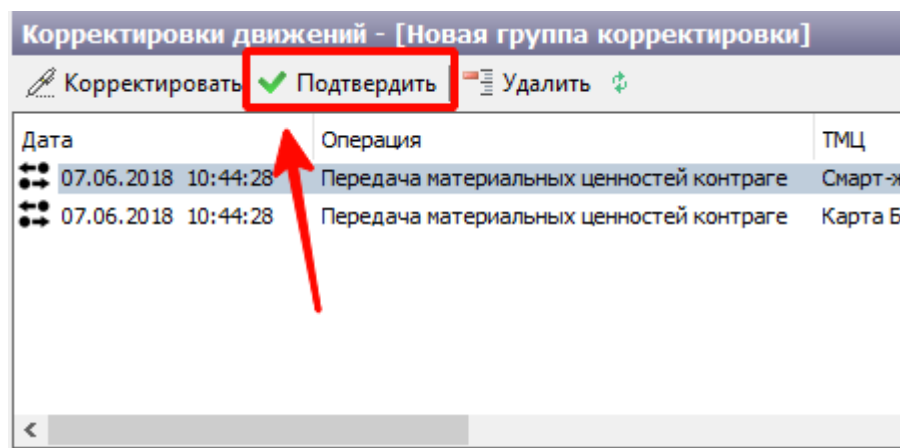 Корректировки движений - [Новая группа корректировки]
Корректировать Подтвердить Удалить
Дата Операция ТМЦ
07.06.2018 10:44:28 Передача материальных ценностей контраге Смарт-
07.06.2018 10:44:28 Передача материальных ценностей контраге Карта Б